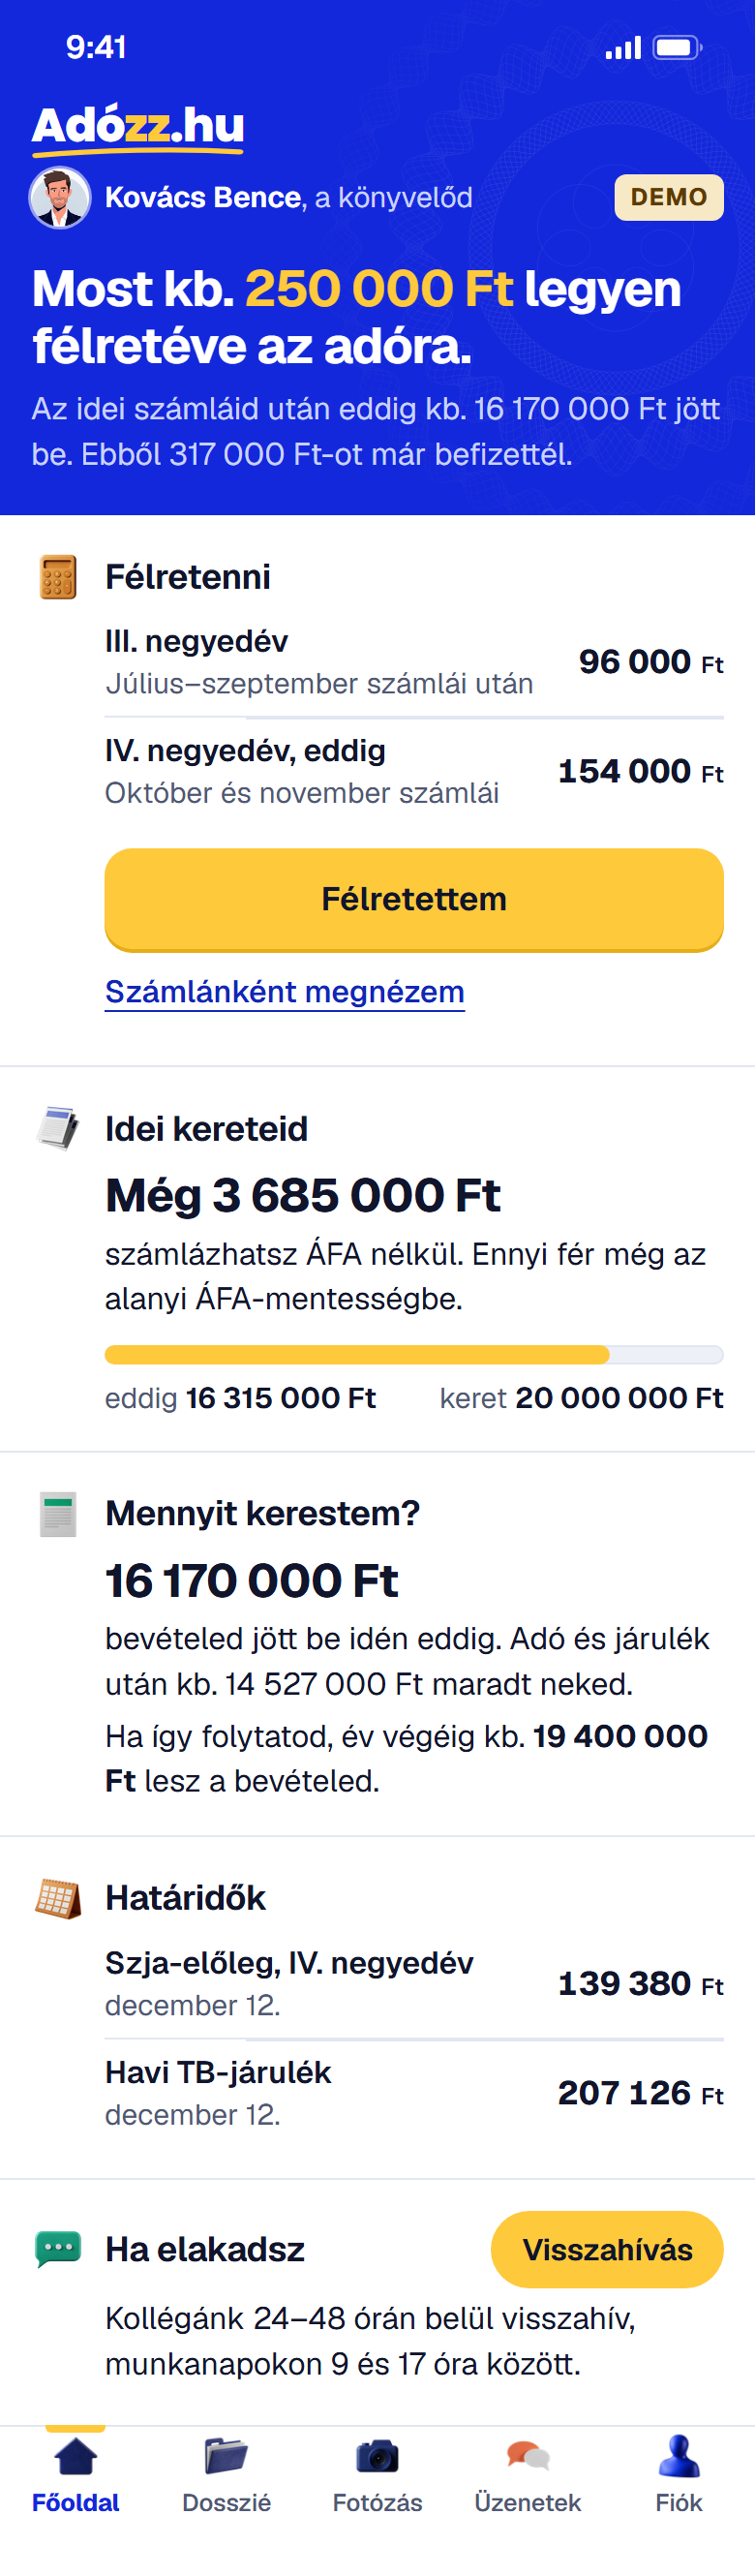 9:41
Adózz.hu
Kovács Bence, a könyvelőd
DEMO
Most kb. 250 000 Ft legyen
félretéve az adóra.
Az idei számláid után eddig kb. 16 170 000 Ft jött
be. Ebből 317 000 Ft-ot már befizettél.
Félretenni
III. negyedév
Július–szeptember számlái után
96 000 Ft
IV. negyedév, eddig
Október és november számlái
154 000 Ft
Félretettem
Számlánként megnézem
Idei kereteid
Még 3 685 000 Ft
számlázhatsz ÁFA nélkül. Ennyi fér még az
alanyi ÁFA-mentességbe.
eddig 16 315 000 Ft
keret 20 000 000 Ft
Mennyit kerestem?
16 170 000 Ft
bevételed jött be idén eddig. Adó és járulék
után kb. 14 527 000 Ft maradt neked.
Ha így folytatod, év végéig kb. 19 400 000
Ft lesz a bevételed.
Határidők
Szja-előleg, IV. negyedév
december 12.
139 380 Ft
Havi TB-járulék
december 12.
207 126 Ft
Ha elakadsz
Visszahívás
Kollégánk 24–48 órán belül visszahív,
munkanapokon 9 és 17 óra között.
Főoldal
Dosszié
Fotózás
Üzenetek
Fiók